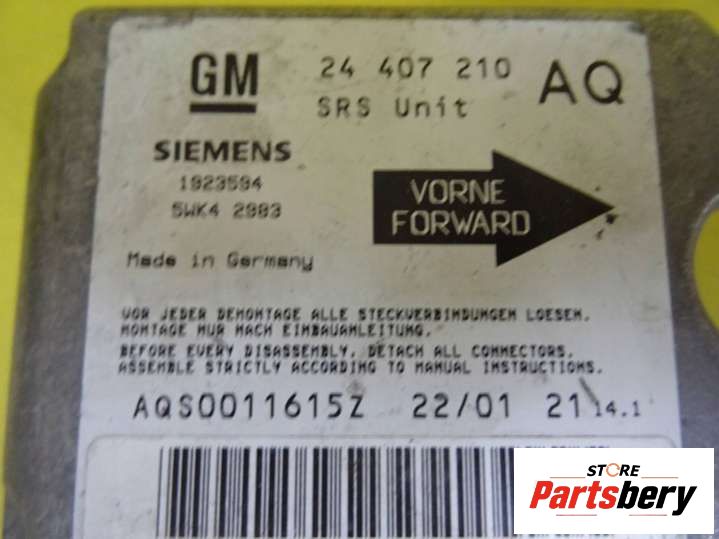 GM 24 407 210 AQ
SRS Unit
SIEMENS
1923594
5WK4 2983
VORNE
FORWARD
Made in Germany
VOR JEDER DEMONTAGE ALLE STECKVERBINDUNGEN LOESEN.
MONTAGE NUR NACH EINBAUANLEITUNG.
BEFORE EVERY DISASSEMBLY, DETACH ALL CONNECTORS.
ASSEMBLE STRICTLY ACCORDING TO MANUAL INSTRUCTIONS.
AQS0011615Z 22/01 21 14.1
STORE
Partsbery